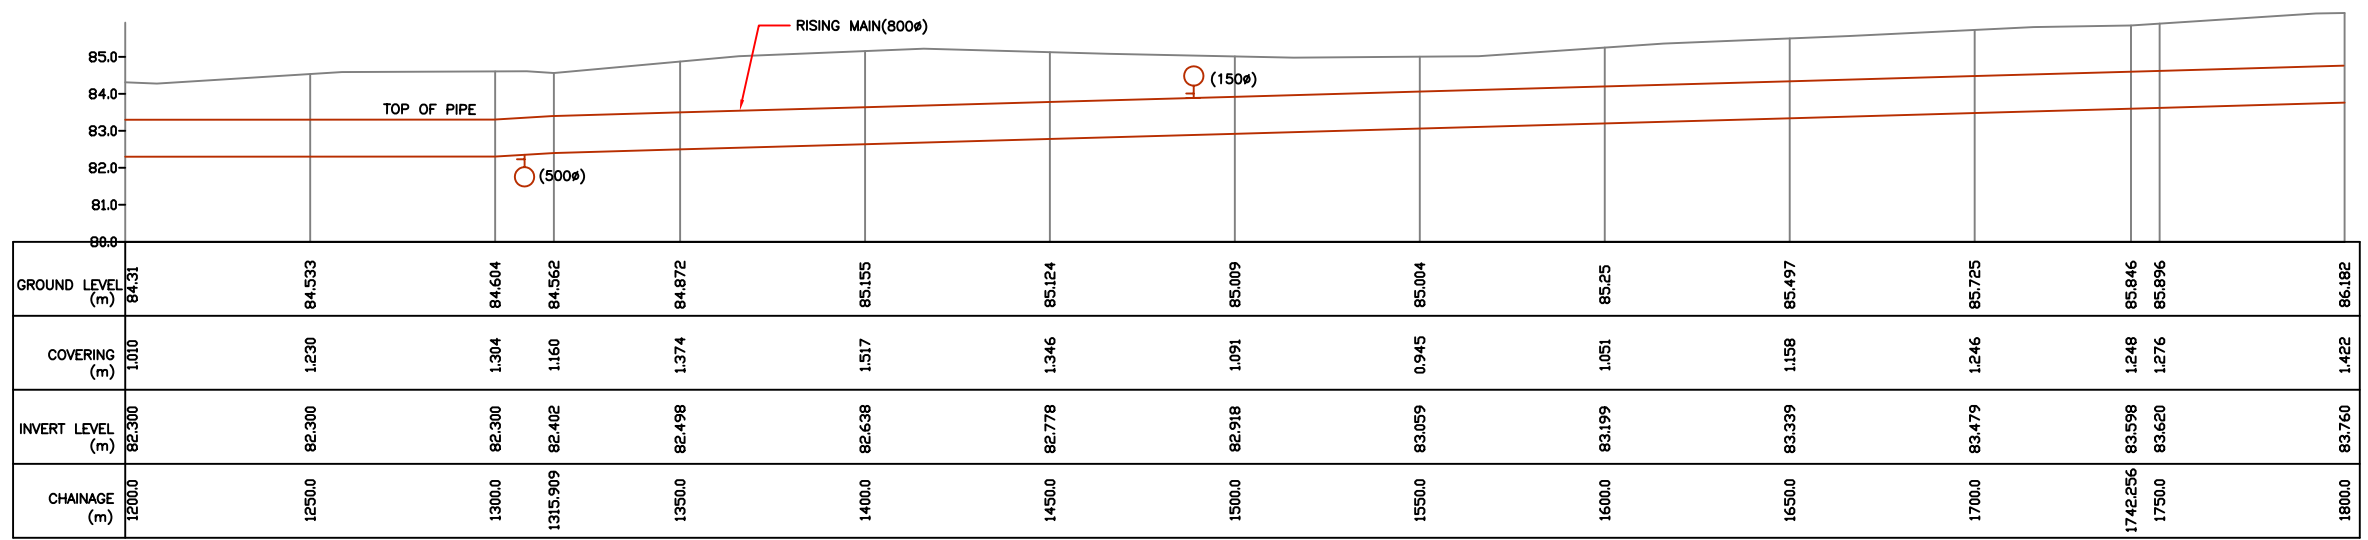 RISING MAIN(800ø)
85.0
(150ø)
84.0
TOP OF PIPE
83.0
82.0
(500ø)
81.0
80.0
GROUND LEVEL
(m)
84.31 84.533 84.604 84.562 84.872 85.155 85.124 85.009 85.004 85.25 85.497 85.725 85.846 85.896 86.182
COVERING
(m)
1.010 1.230 1.304 1.160 1.374 1.517 1.346 1.091 0.945 1.051 1.158 1.246 1.248 1.276 1.422
INVERT LEVEL
(m)
82.300 82.300 82.300 82.402 82.498 82.638 82.778 82.918 83.059 83.199 83.339 83.479 83.598 83.620 83.760
CHAINAGE
(m)
1200.0 1250.0 1300.0 1315.909 1350.0 1400.0 1450.0 1500.0 1550.0 1600.0 1650.0 1700.0 1742.256 1750.0 1800.0